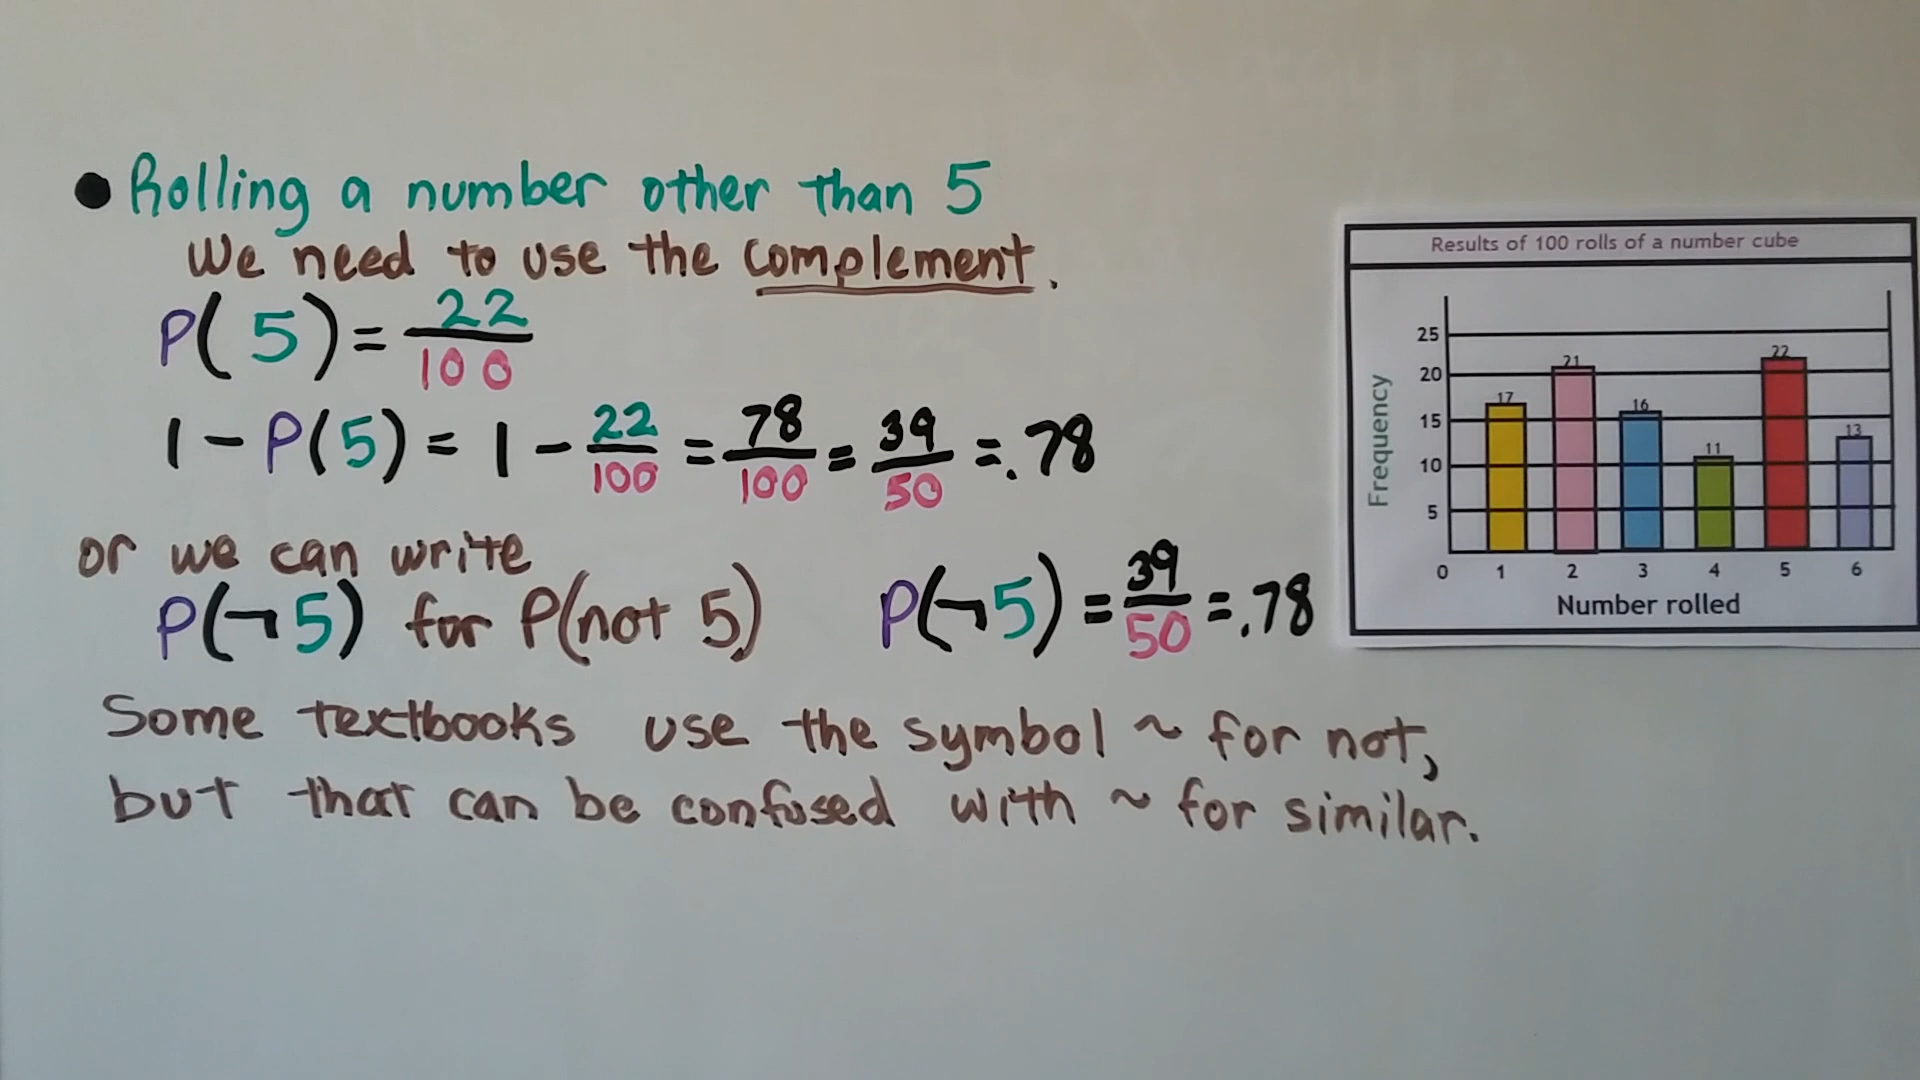 ● Rolling a number other than 5
We need to use the complement.
P(5) = 22/100
1 - P(5) = 1 - 22/100 = 78/100 = 39/50 = .78
or we can write
P(¬5) for P(not 5) P(¬5) = 39/50 = .78
Some textbooks use the symbol ~ for not,
but that can be confused with ~ for similar.
Results of 100 rolls of a number cube
Frequency
25
20
15
10
5
17 21 16 11 22 13
0 1 2 3 4 5 6
Number rolled